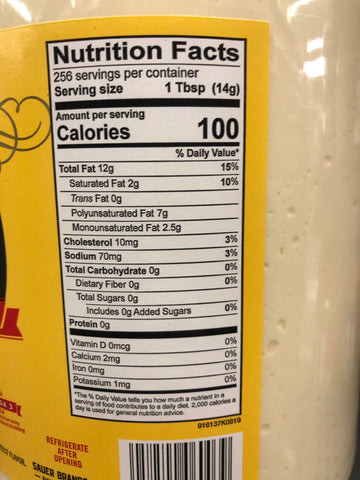 Nutrition Facts
256 servings per container
Serving size 1 Tbsp (14g)
Amount per serving
Calories 100
% Daily Value*
Total Fat 12g 15%
Saturated Fat 2g 10%
Trans Fat 0g
Polyunsaturated Fat 7g
Monounsaturated Fat 2.5g
Cholesterol 10mg 3%
Sodium 70mg 3%
Total Carbohydrate 0g 0%
Dietary Fiber 0g 0%
Total Sugars 0g
Includes 0g Added Sugars 0%
Protein 0g
Vitamin D 0mcg 0%
Calcium 2mg 0%
Iron 0mg 0%
Potassium 1mg 0%
*The % Daily Value tells you how much a nutrient in a
serving of food contributes to a daily diet. 2,000 calories a
day is used for general nutrition advice.
916137K0819
REFRIGERATE
AFTER
OPENING
FLAVOR.
SAUER BRANDS